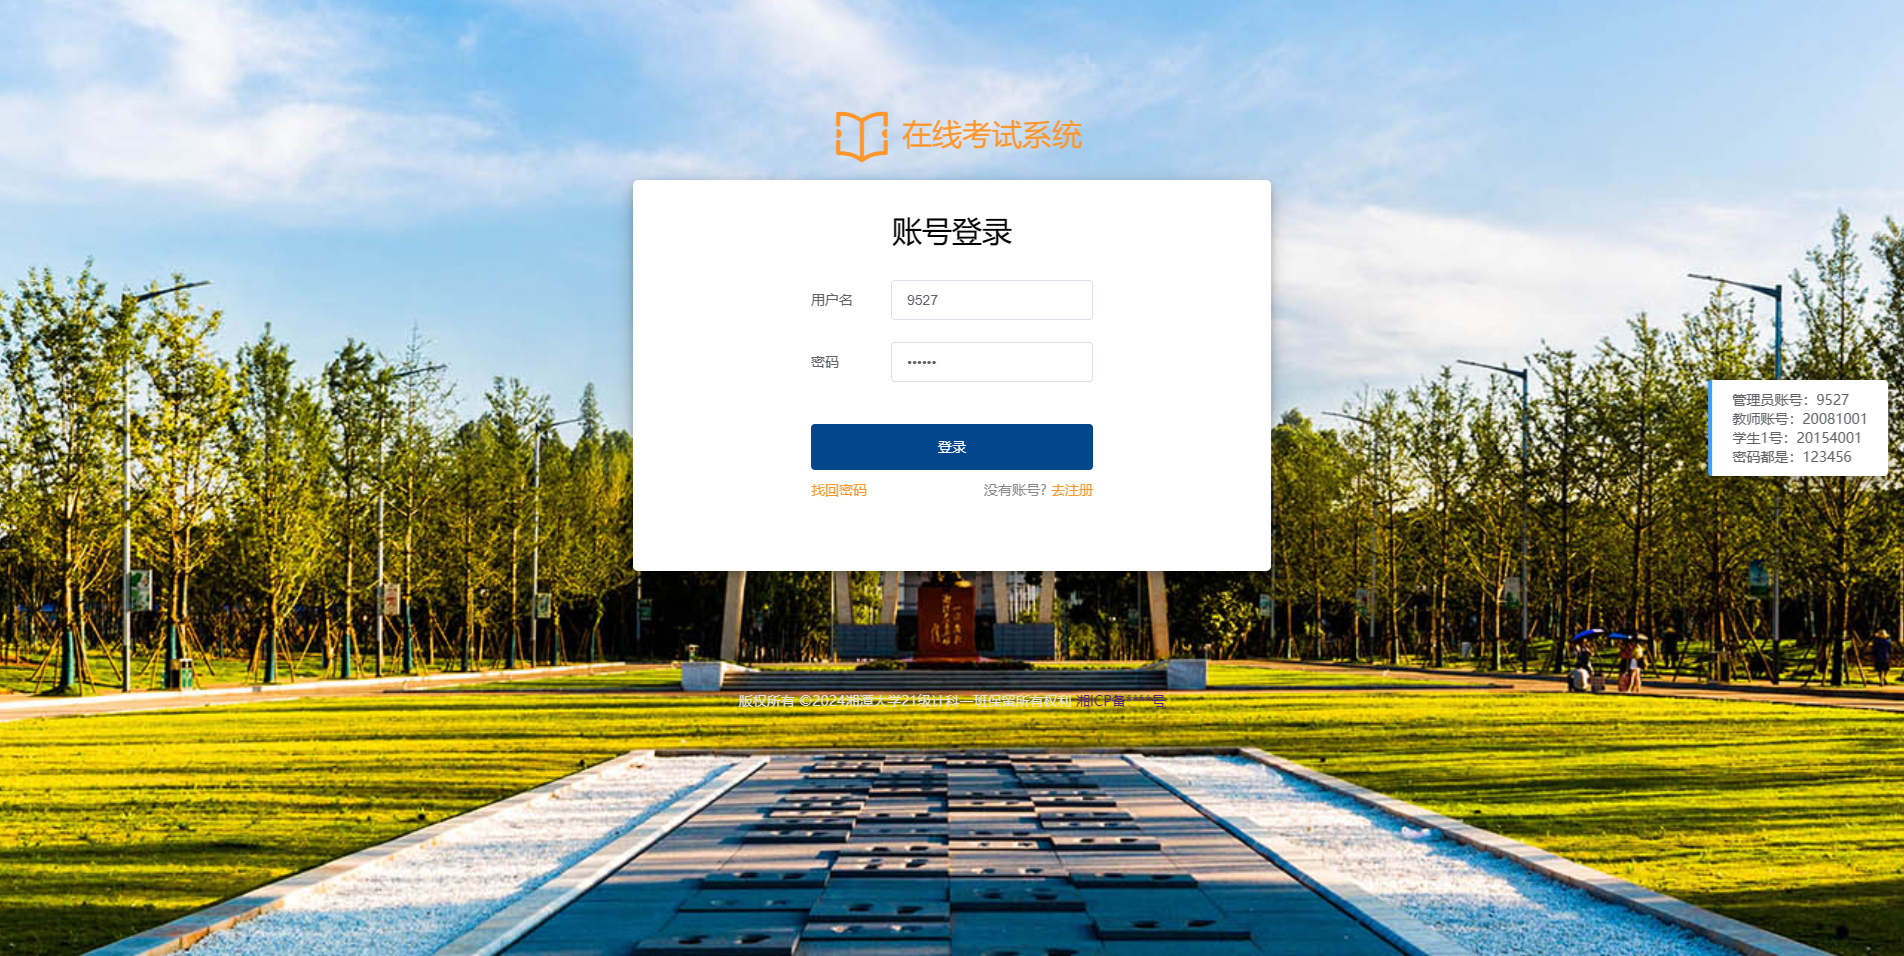 在线考试系统
账号登录
用户名 9527
密码 ••••••
登录
找回密码 没有账号? 去注册
管理员账号：9527
教师账号：20081001
学生1号：20154001
密码都是：123456
版权所有 ©2024湘潭大学21级计科一班保留所有权利 湘ICP备****号